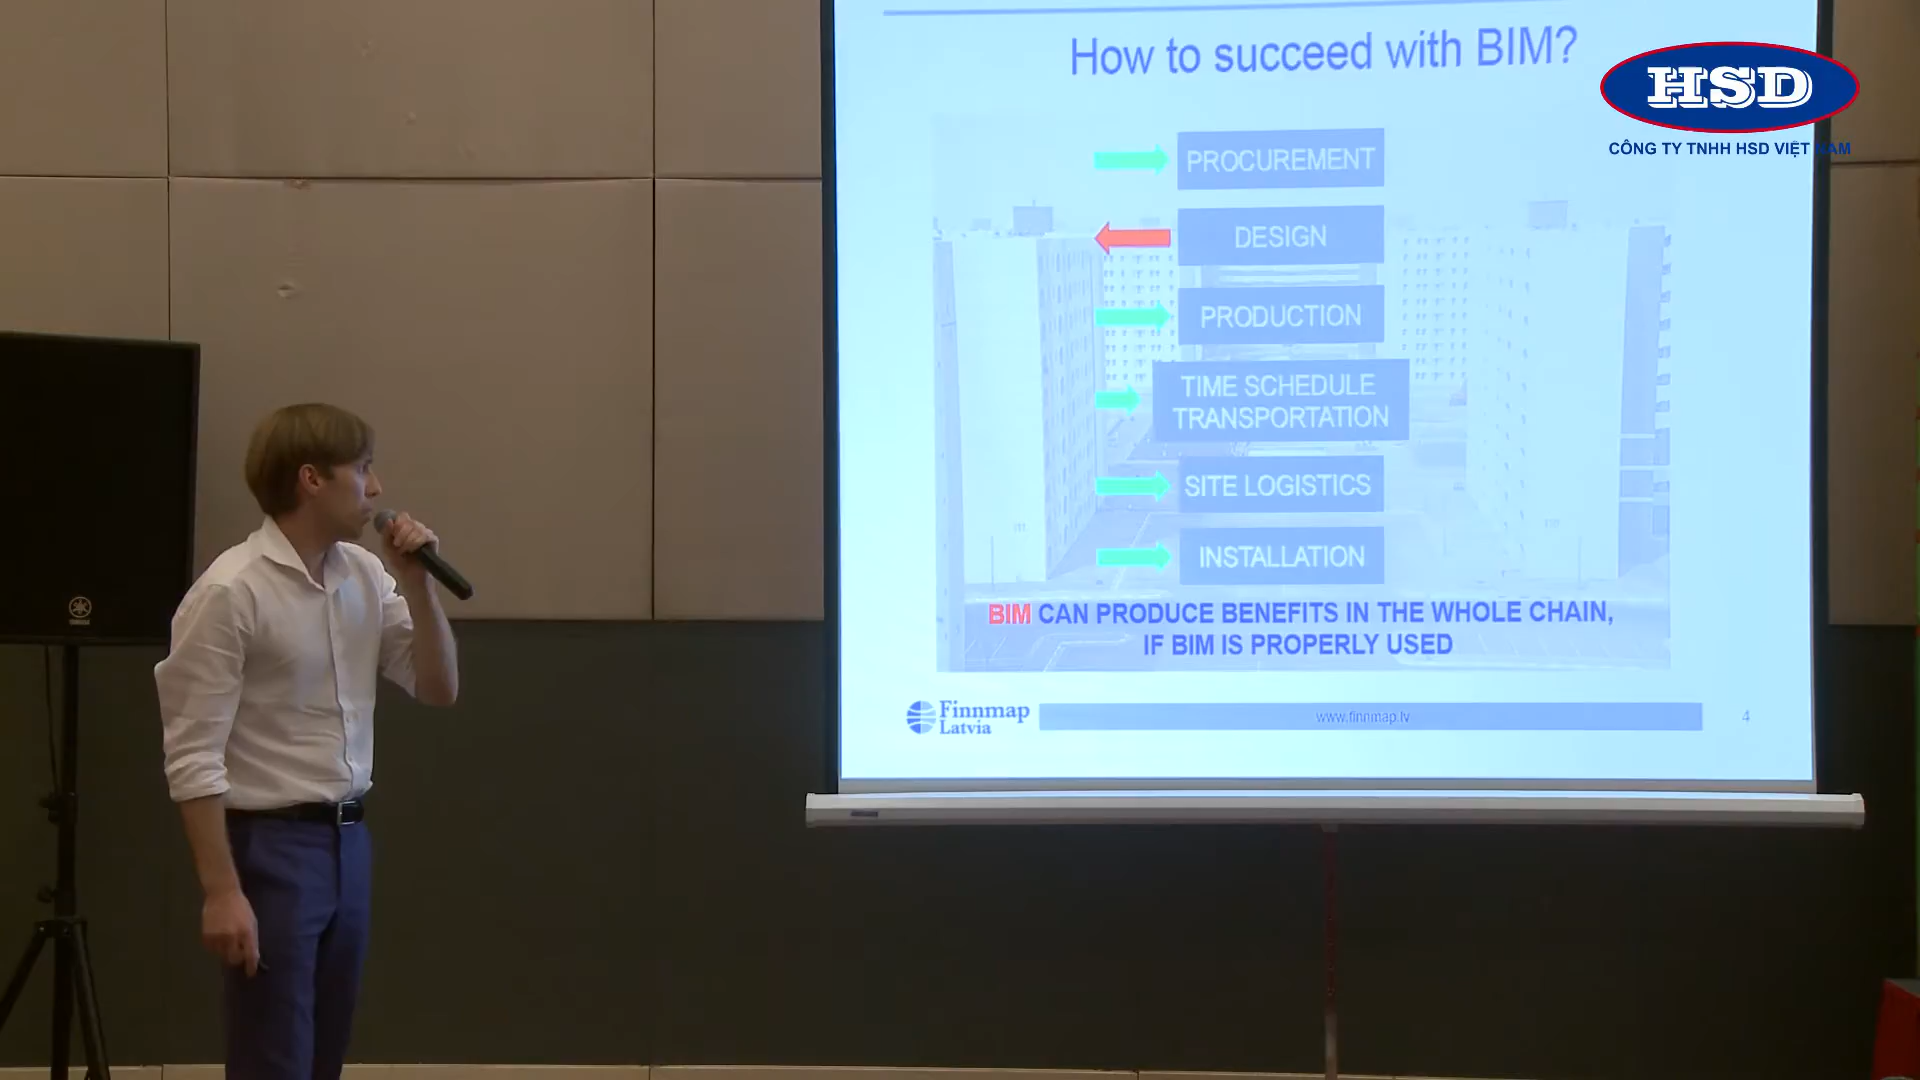 How to succeed with BIM?
HSD
CÔNG TY TNHH HSD VIỆT NAM
PROCUREMENT
DESIGN
PRODUCTION
TIME SCHEDULE
TRANSPORTATION
SITE LOGISTICS
INSTALLATION
BIM CAN PRODUCE BENEFITS IN THE WHOLE CHAIN,
IF BIM IS PROPERLY USED
Finnmap
Latvia
www.finnmap.lv
4
YAMAHA